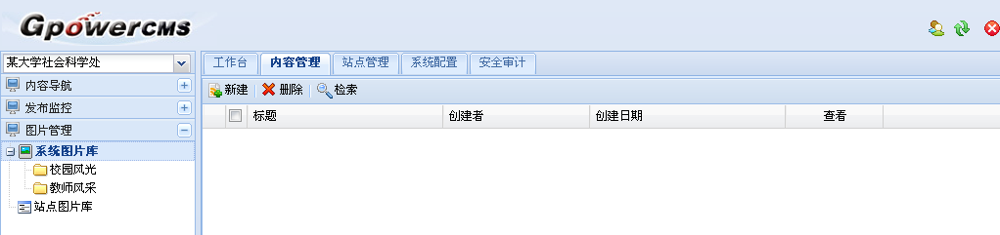 GpowerCMS
某大学社会科学处
工作台 内容管理 站点管理 系统配置 安全审计
内容导航
新建 删除 检索
发布监控
标题 创建者 创建日期 查看
图片管理
系统图片库
校园风光
教师风采
站点图片库